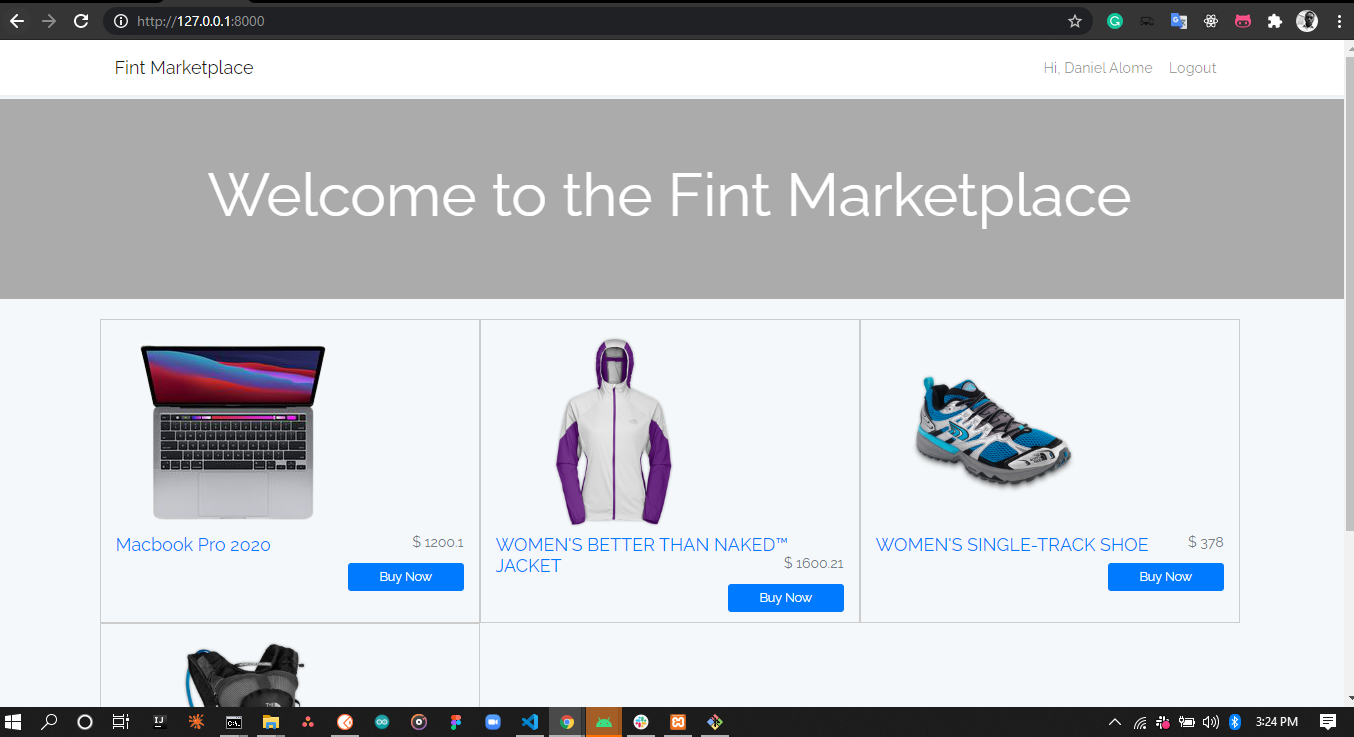 http://127.0.0.1:8000
Fint Marketplace
Hi, Daniel Alome
Logout
Welcome to the Fint Marketplace
Macbook Pro 2020
$ 1200.1
Buy Now
WOMEN'S BETTER THAN NAKED™
JACKET
$ 1600.21
Buy Now
WOMEN'S SINGLE-TRACK SHOE
$ 378
Buy Now
3:24 PM